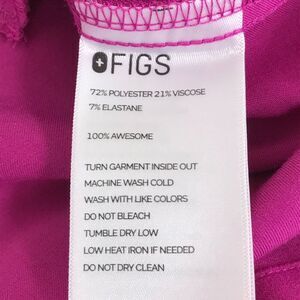 FIGS
72% POLYESTER 21% VISCOSE
7% ELASTANE
100% AWESOME
TURN GARMENT INSIDE OUT
MACHINE WASH COLD
WASH WITH LIKE COLORS
DO NOT BLEACH
TUMBLE DRY LOW
LOW HEAT IRON IF NEEDED
DO NOT DRY CLEAN